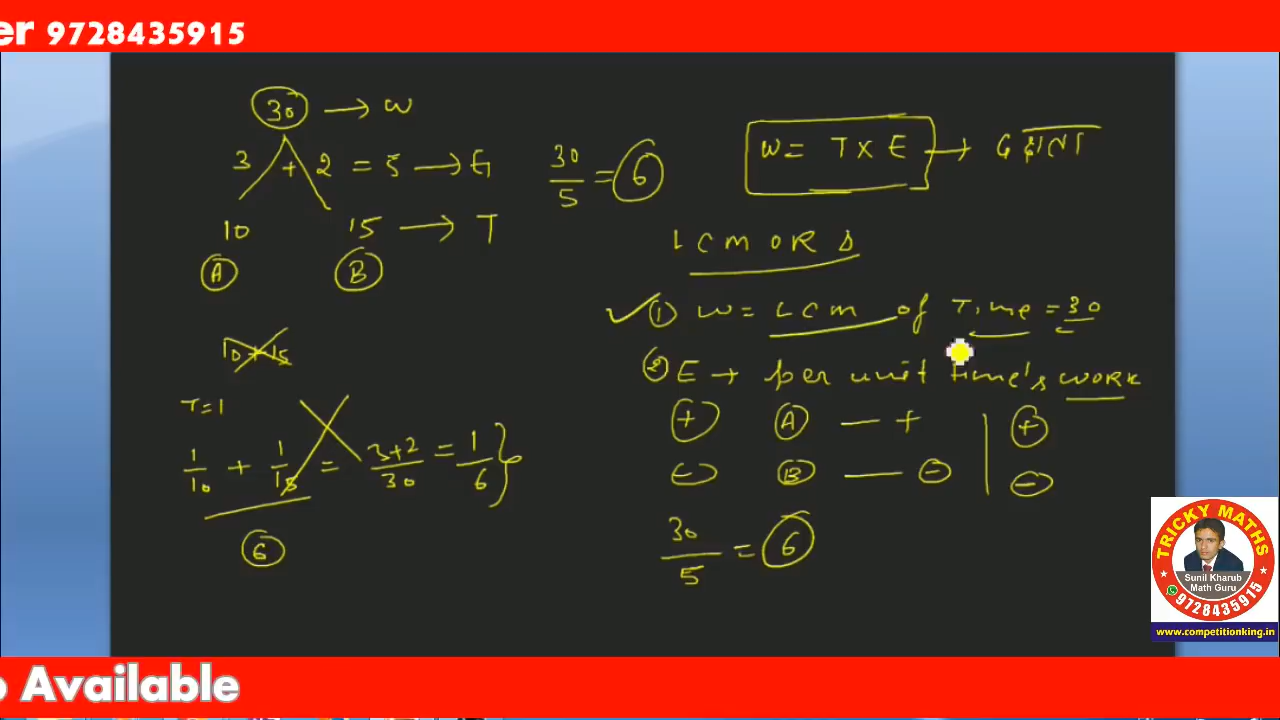 er 9728435915
30 → W
3 + 2 = 5 → E
30/5 = 6
W = T × E →
10 15 → T
A B
LCM OR S
① W = LCM of Time = 30
10 + 15
② E → per unit time's work
T = 1
+ A — + | +
1/10 + 1/15 = 3+2/30 = 1/6
- B — - | -
6
30/5 = 6
TRICKY MATHS
Sunil Kharub
Math Guru
9728435915
www.competitionking.in
o Available